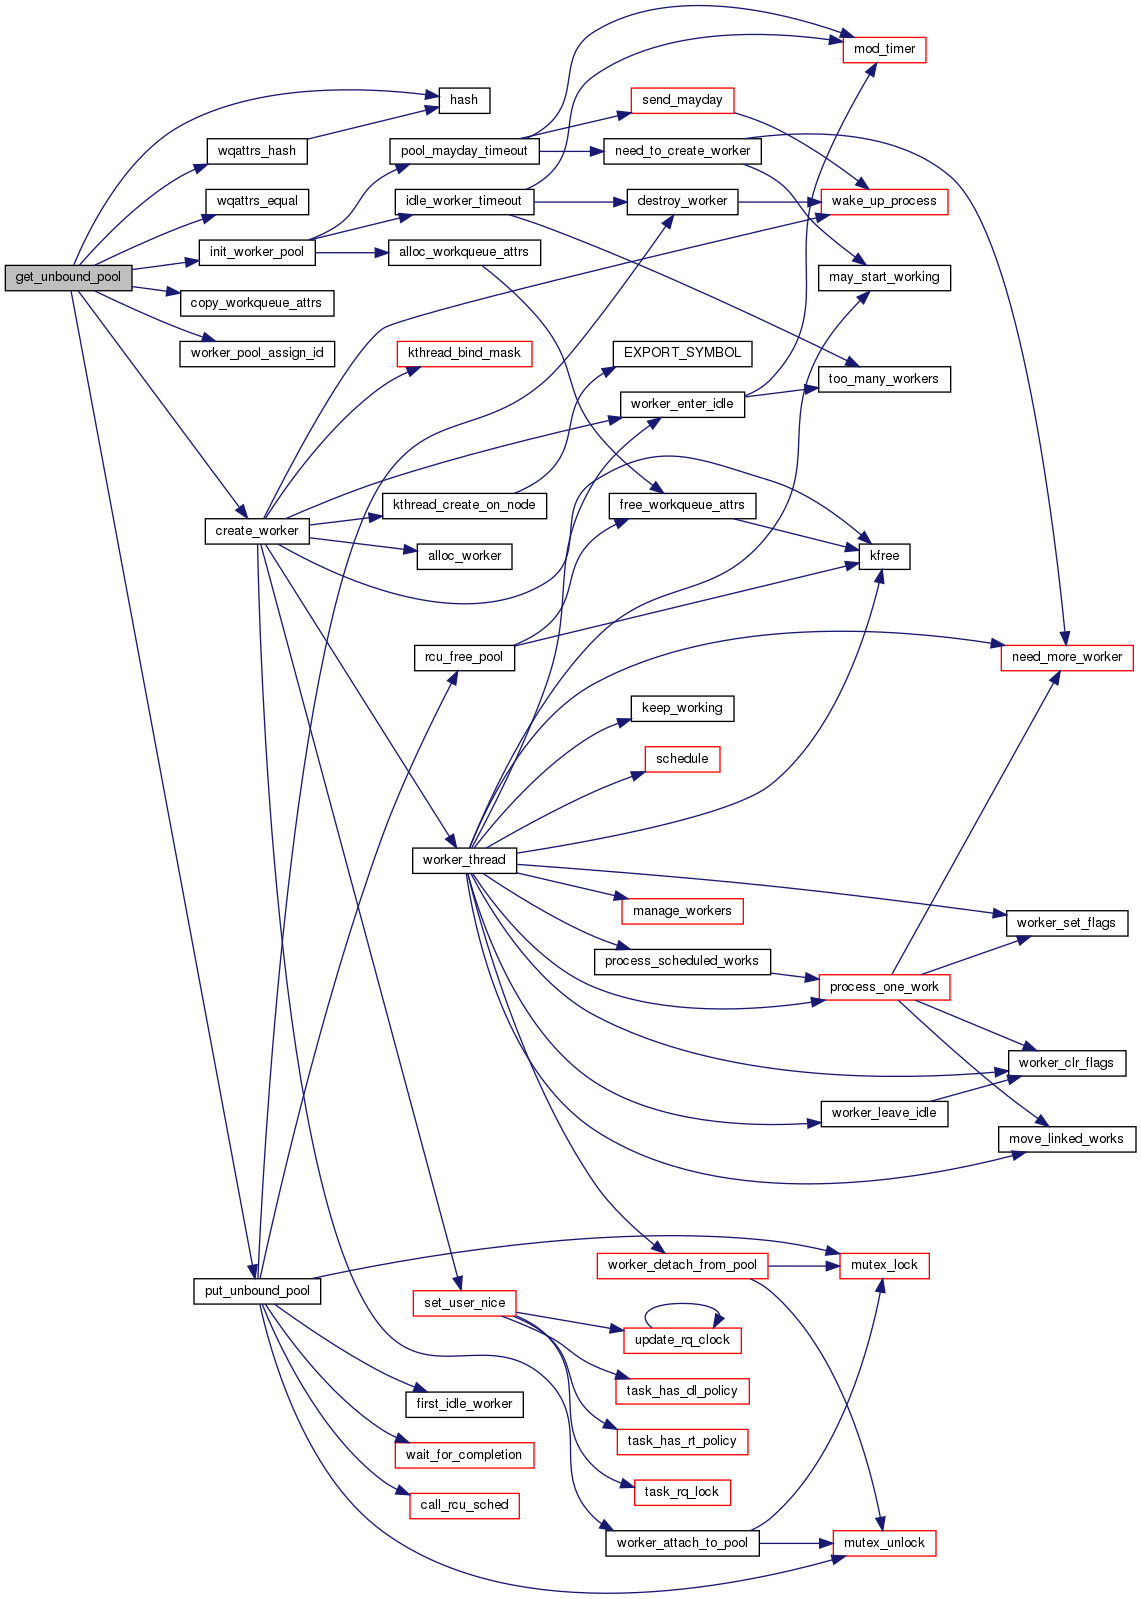 mod_timer
hash
send_mayday
wqattrs_hash
pool_mayday_timeout
need_to_create_worker
wqattrs_equal
idle_worker_timeout
destroy_worker
wake_up_process
init_worker_pool
alloc_workqueue_attrs
get_unbound_pool
may_start_working
copy_workqueue_attrs
worker_pool_assign_id
kthread_bind_mask
EXPORT_SYMBOL
too_many_workers
worker_enter_idle
kthread_create_on_node
free_workqueue_attrs
create_worker
alloc_worker
kfree
rcu_free_pool
need_more_worker
keep_working
schedule
worker_thread
manage_workers
worker_set_flags
process_scheduled_works
process_one_work
worker_clr_flags
worker_leave_idle
move_linked_works
worker_detach_from_pool
mutex_lock
put_unbound_pool
set_user_nice
update_rq_clock
task_has_dl_policy
first_idle_worker
task_has_rt_policy
wait_for_completion
task_rq_lock
call_rcu_sched
worker_attach_to_pool
mutex_unlock